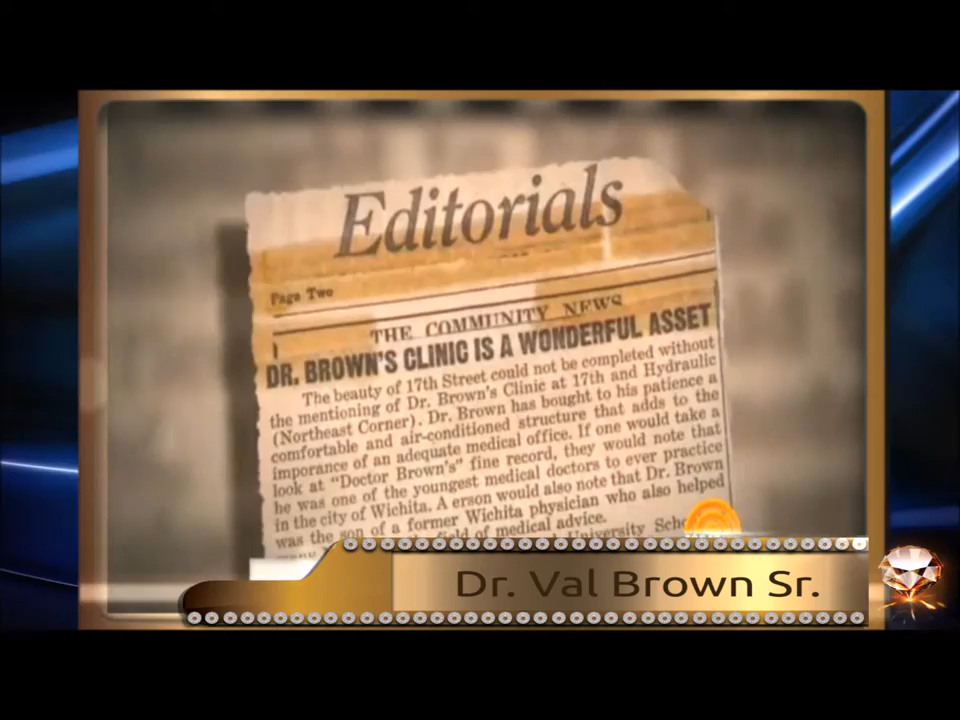 Editorials
Page Two
THE COMMUNITY NEWS
DR. BROWN'S CLINIC IS A WONDERFUL ASSET
The beauty of 17th Street could not be completed without
the mentioning of Dr. Brown's Clinic at 17th and Hydraulic
(Northeast Corner). Dr. Brown has bought to his patience a
comfortable and air-conditioned structure that adds to the
imporance of an adequate medical office. If one would take a
look at "Doctor Brown's" fine record, they would note that
he was one of the youngest medical doctors to ever practice
in the city of Wichita. A erson would also note that Dr. Brown
was the son of a former Wichita physician who also helped
field of medical advice.
University
Dr. Val Brown Sr.